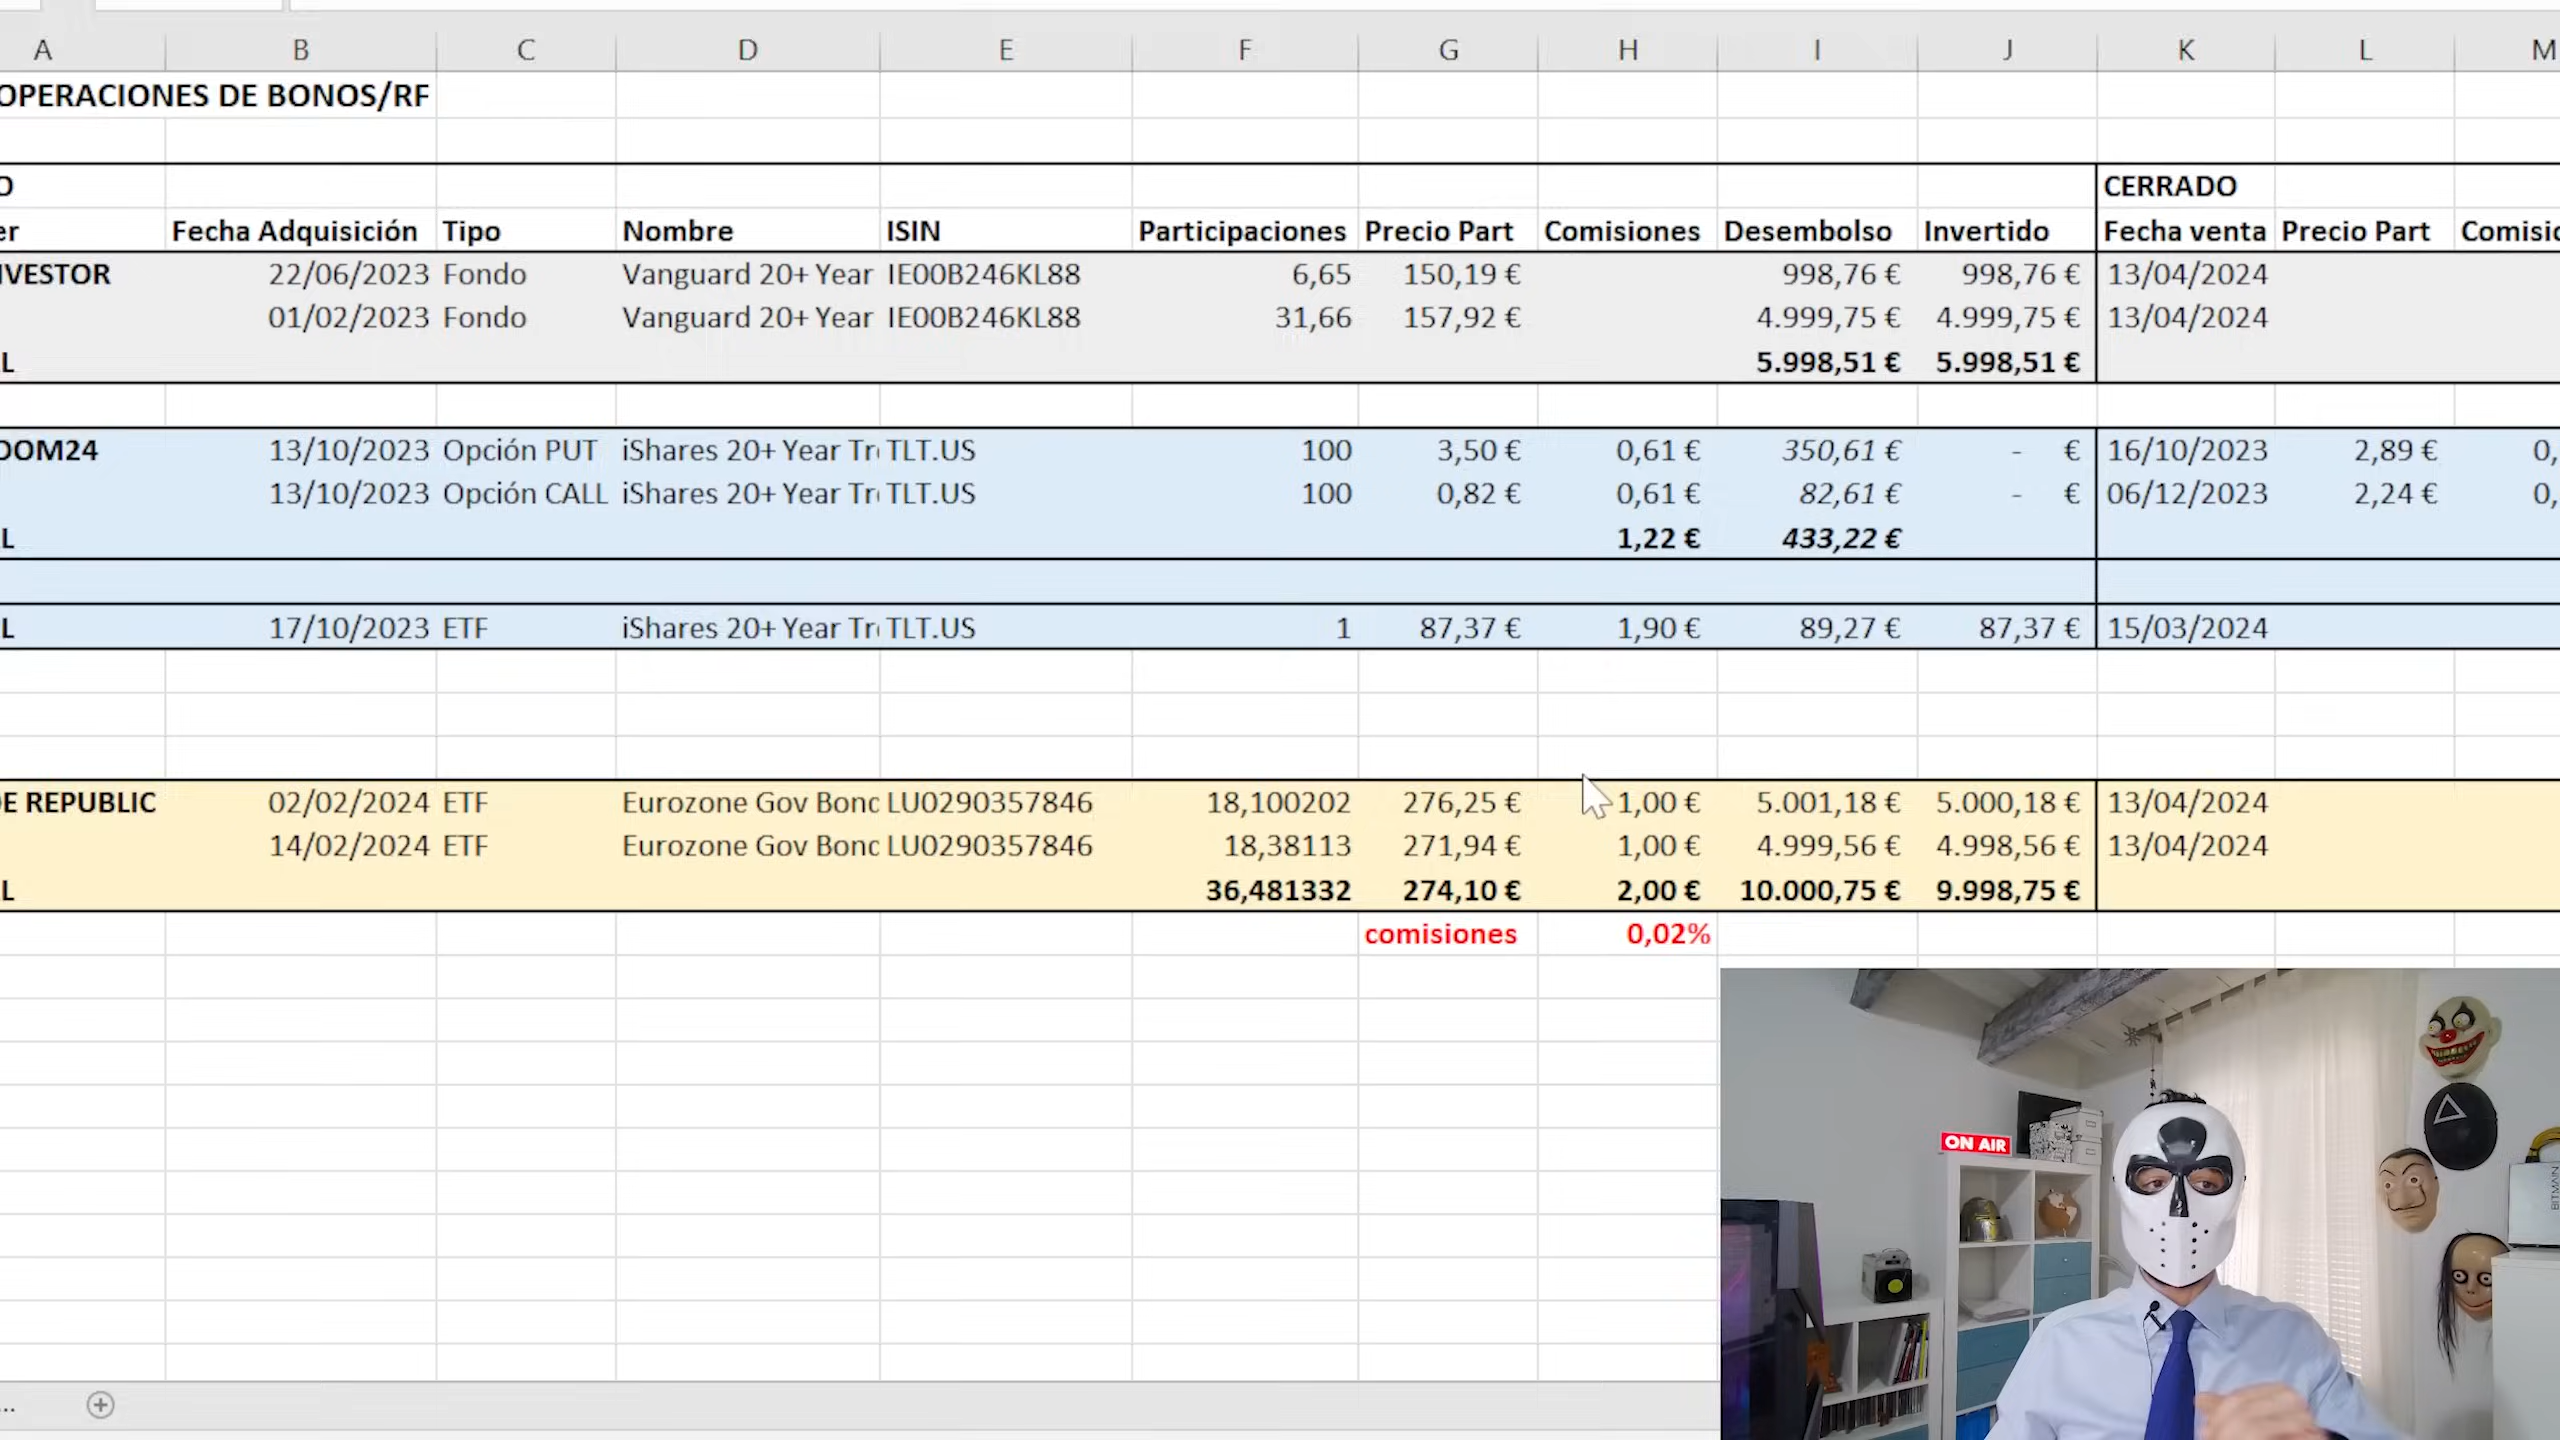 A B C D E F G H I J K L M
OPERACIONES DE BONOS/RF
O CERRADO
er Fecha Adquisición Tipo Nombre ISIN Participaciones Precio Part Comisiones Desembolso Invertido Fecha venta Precio Part Comisio
NVESTOR 22/06/2023 Fondo Vanguard 20+ Year IE00B246KL88 6,65 150,19 € 998,76 € 998,76 € 13/04/2024
01/02/2023 Fondo Vanguard 20+ Year IE00B246KL88 31,66 157,92 € 4.999,75 € 4.999,75 € 13/04/2024
L 5.998,51 € 5.998,51 €
DOM24 13/10/2023 Opción PUT iShares 20+ Year Tr TLT.US 100 3,50 € 0,61 € 350,61 € - € 16/10/2023 2,89 € 0,
13/10/2023 Opción CALL iShares 20+ Year Tr TLT.US 100 0,82 € 0,61 € 82,61 € - € 06/12/2023 2,24 € 0,
L 1,22 € 433,22 €
L 17/10/2023 ETF iShares 20+ Year Tr TLT.US 1 87,37 € 1,90 € 89,27 € 87,37 € 15/03/2024
DE REPUBLIC 02/02/2024 ETF Eurozone Gov Bond LU0290357846 18,100202 276,25 € 1,00 € 5.001,18 € 5.000,18 € 13/04/2024
14/02/2024 ETF Eurozone Gov Bond LU0290357846 18,38113 271,94 € 1,00 € 4.999,56 € 4.998,56 € 13/04/2024
L 36,481332 274,10 € 2,00 € 10.000,75 € 9.998,75 €
comisiones 0,02%
ON AIR
BITMAIN
...